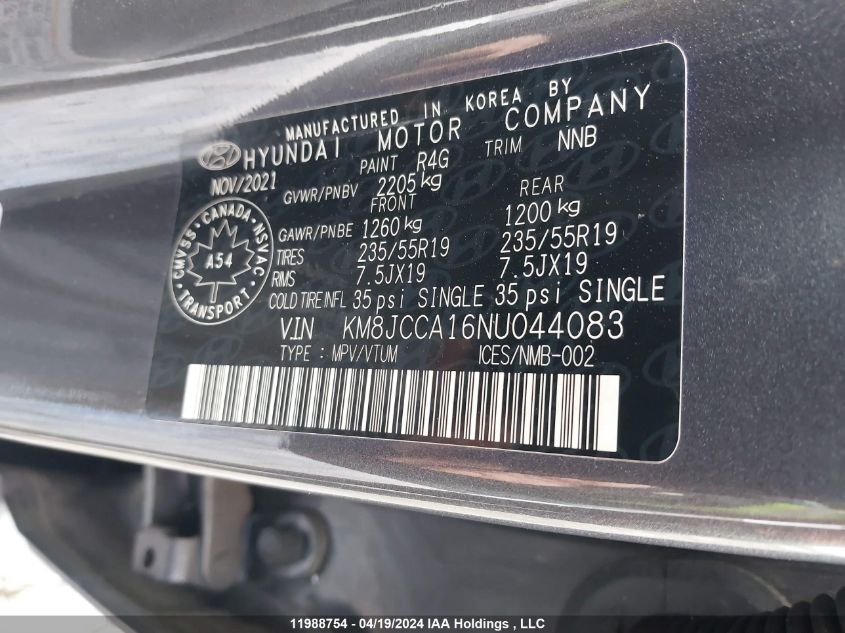 MANUFACTURED IN KOREA BY
HYUNDAI MOTOR COMPANY
NOV/2021 PAINT R4G TRIM NNB
GVWR/PNBV 2205 kg
FRONT REAR
GAWR/PNBE 1260 kg 1200 kg
TIRES 235/55R19 235/55R19
RIMS 7.5JX19 7.5JX19
COLD TIRE INFL 35 psi SINGLE 35 psi SINGLE
V.I.N KM8JCCA16NU044083
TYPE : MPV/VTUM ICES/NMB-002
CMVSS · CANADA · NSVAC · TRANSPORT ·
A54
11988754 - 04/19/2024 IAA Holdings , LLC